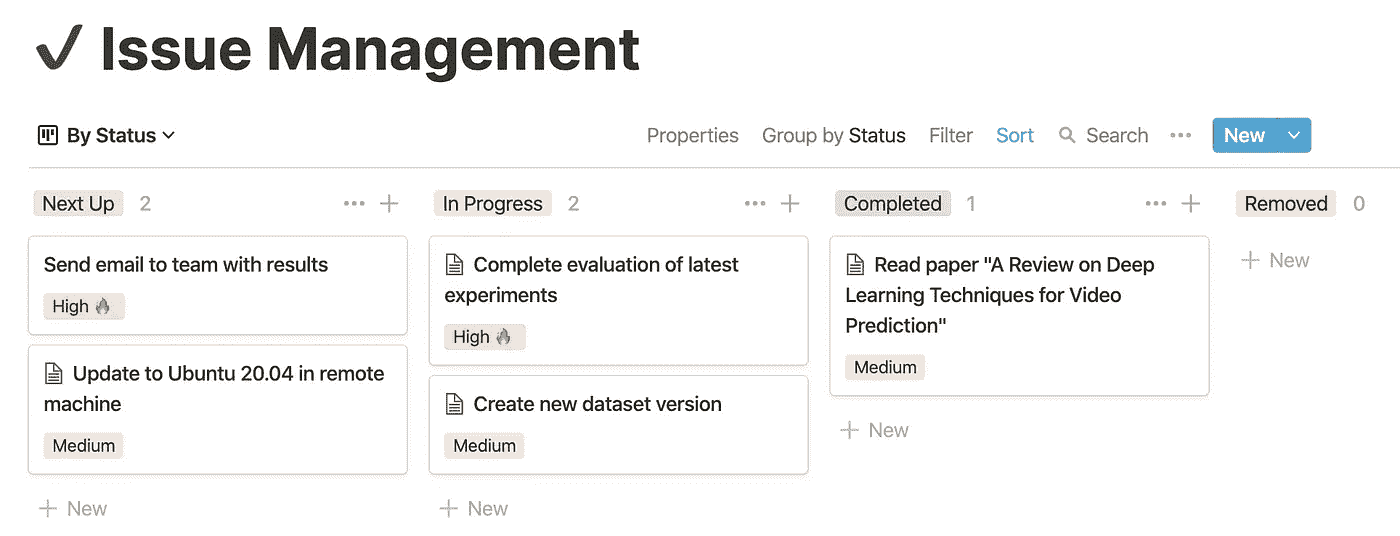 Issue Management
By Status
Properties Group by Status Filter Sort Search ••• New
Next Up 2
Send email to team with results
High 🔥
Update to Ubuntu 20.04 in remote
machine
Medium
New
In Progress 2
Complete evaluation of latest
experiments
High 🔥
Create new dataset version
Medium
New
Completed 1
Read paper "A Review on Deep
Learning Techniques for Video
Prediction"
Medium
New
Removed 0
New